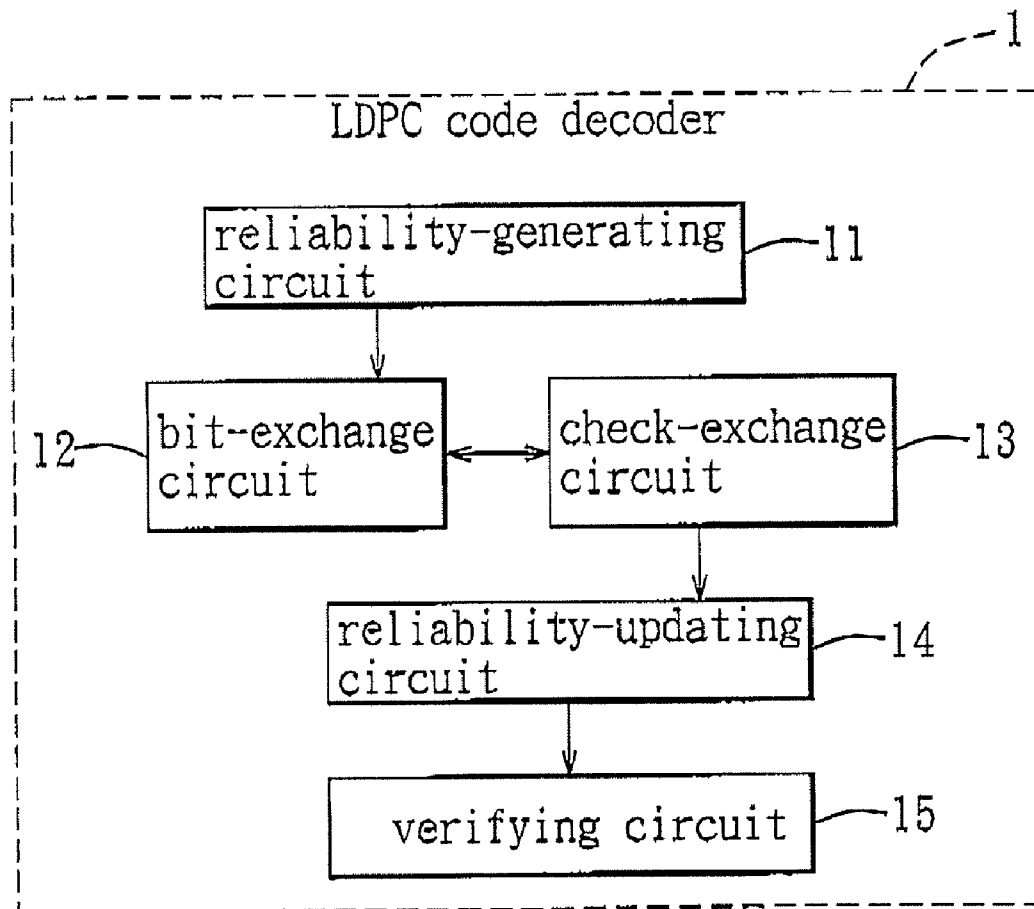 1
LDPC code decoder
reliability-generating
circuit
11
12
bit-exchange
circuit
check-exchange
circuit
13
reliability-updating
circuit
14
verifying circuit
15